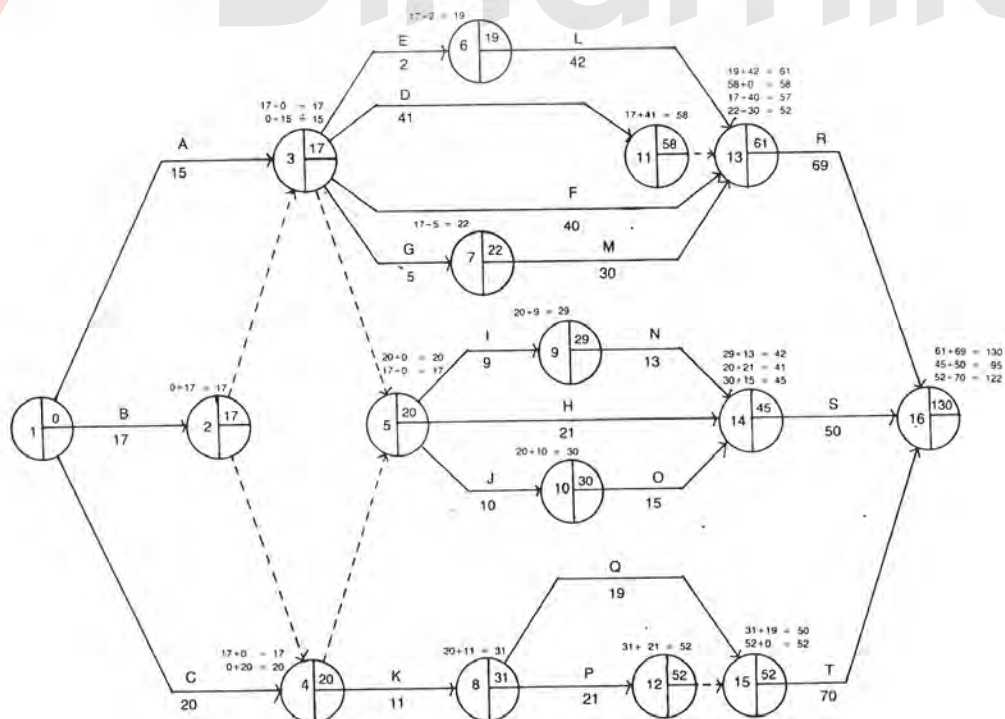 17-2 = 19
E
2
6
19
L
42
19+42 = 61
58+0 = 58
17-40 = 57
22-30 = 52
17-0 = 17
0+15 = 15
D
41
17+41 = 58
A
15
3
17
11
58
13
61
R
69
F
40
17-5 = 22
G
5
7
22
M
30
20+9 = 29
I
9
9
29
N
13
20+0 = 20
17-0 = 17
29+13 = 42
20+21 = 41
30+15 = 45
61+69 = 130
45+50 = 95
52+70 = 122
0+17 = 17
1
0
B
17
2
17
5
20
H
21
14
45
S
50
16
130
20+10 = 30
J
10
10
30
O
15
Q
19
17+0 = 17
0+20 = 20
20+11 = 31
31+ 21 = 52
31+19 = 50
52+0 = 52
C
20
4
20
K
11
8
31
P
21
12
52
15
52
T
70